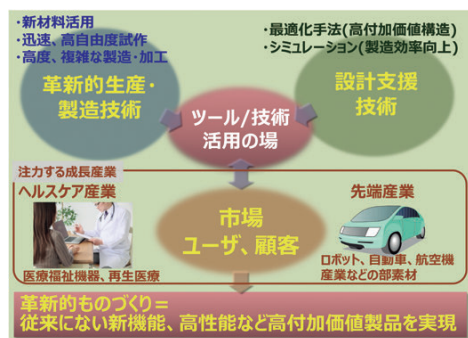 ・新材料活用
・迅速、高自由度試作
・高度、複雑な製造・加工
・最適化手法(高付加価値構造)
・シミュレーション(製造効率向上)
革新的生産・
製造技術
設計支援
技術
ツール/技術
活用の場
注力する成長産業
ヘルスケア産業
先端産業
市場
ユーザ、顧客
医療福祉機器、再生医療
ロボット、自動車、航空機
産業などの部素材
革新的ものづくり＝
従来にない新機能、高性能など高付加価値製品を実現